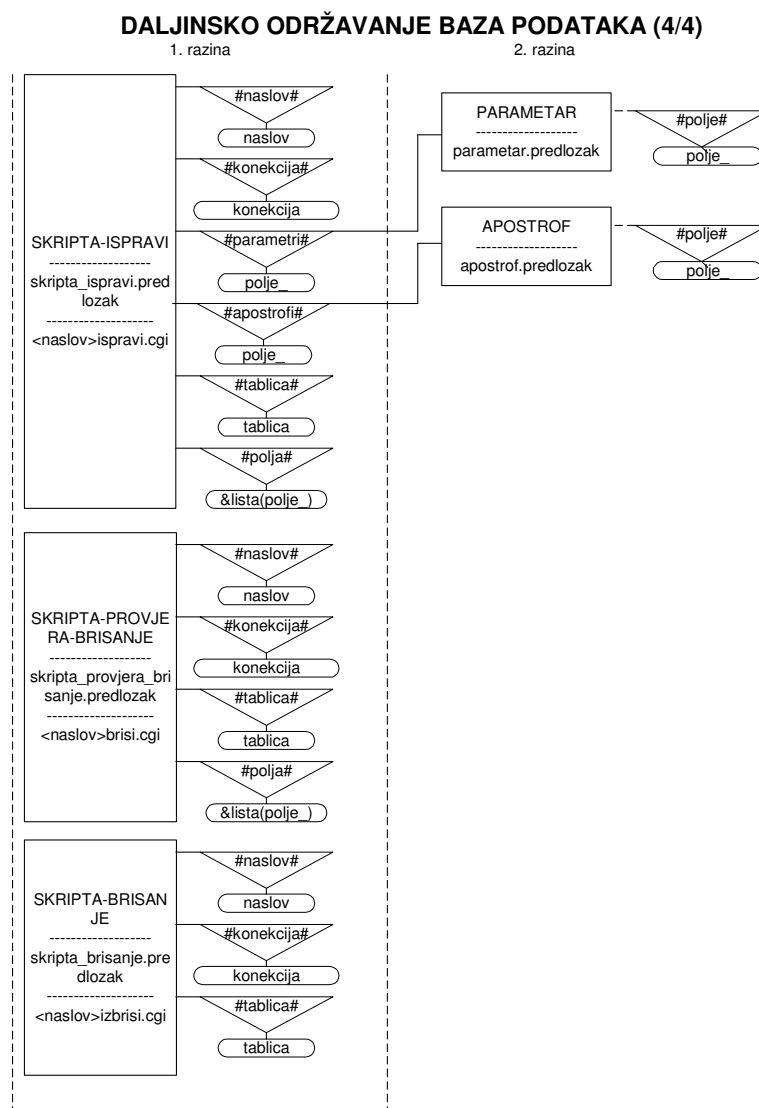 DALJINSKO ODRŽAVANJE BAZA PODATAKA (4/4)
1. razina
2. razina
SKRIPTA-ISPRAVI
-------------------
skripta_ispravi.pred
lozak
--------------------
<naslov>ispravi.cgi
#naslov#
naslov
#konekcija#
konekcija
#parametri#
polje_
#apostrofi#
polje_
#tablica#
tablica
#polja#
&lista(polje_)
PARAMETAR
-------------------
parametar.predlozak
#polje#
polje_
APOSTROF
-------------------
apostrof.predlozak
#polje#
polje_
SKRIPTA-PROVJE
RA-BRISANJE
-------------------
skripta_provjera_bri
sanje.predlozak
--------------------
<naslov>brisi.cgi
#naslov#
naslov
#konekcija#
konekcija
#tablica#
tablica
#polja#
&lista(polje_)
SKRIPTA-BRISAN
JE
-------------------
skripta_brisanje.pre
dlozak
--------------------
<naslov>izbrisi.cgi
#naslov#
naslov
#konekcija#
konekcija
#tablica#
tablica